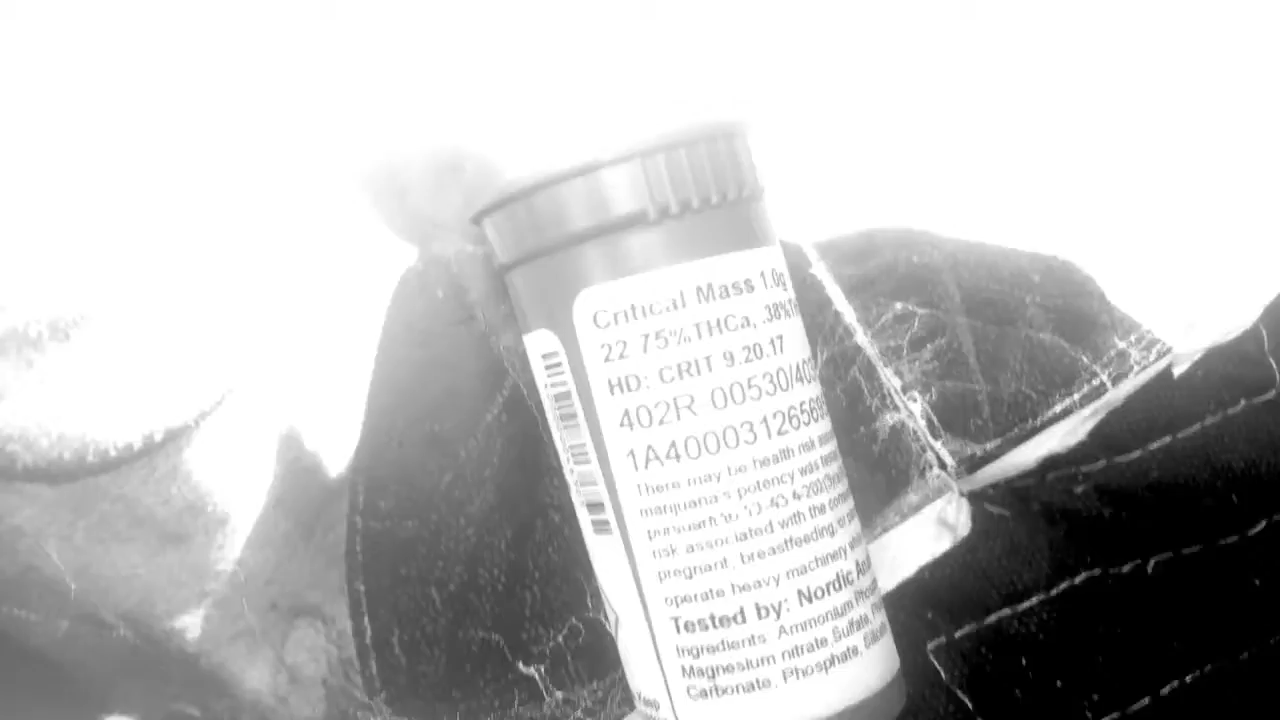 Critical Mass 1.0g
22.75% THCa, .38%
HD: CRIT 9.20.17
402R 00530/40
1A400031265
There may be health risk
marijuana's potency was
pursuant to
risk associated with the
pregnant, breastfeeding, or
operate heavy machinery
Tested by: Nordic
Ingredients: Ammonium
Magnesium nitrate, Sulfate,
Carbonate, Phosphate,